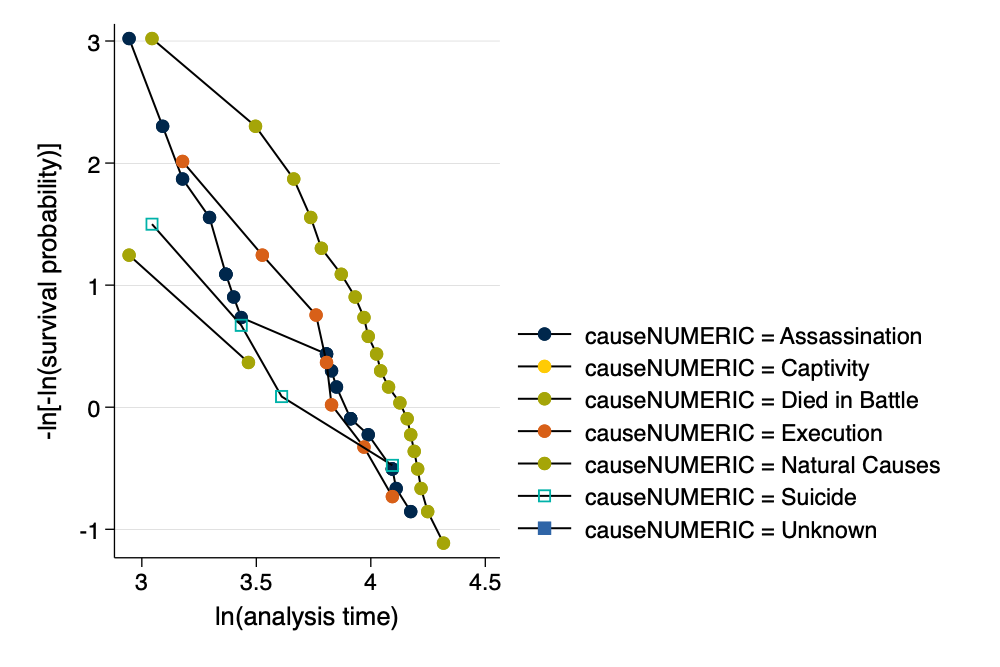 -ln[-ln(survival probability)]
3
2
1
0
-1
3
3.5
4
4.5
ln(analysis time)
causeNUMERIC = Assassination
causeNUMERIC = Captivity
causeNUMERIC = Died in Battle
causeNUMERIC = Execution
causeNUMERIC = Natural Causes
causeNUMERIC = Suicide
causeNUMERIC = Unknown